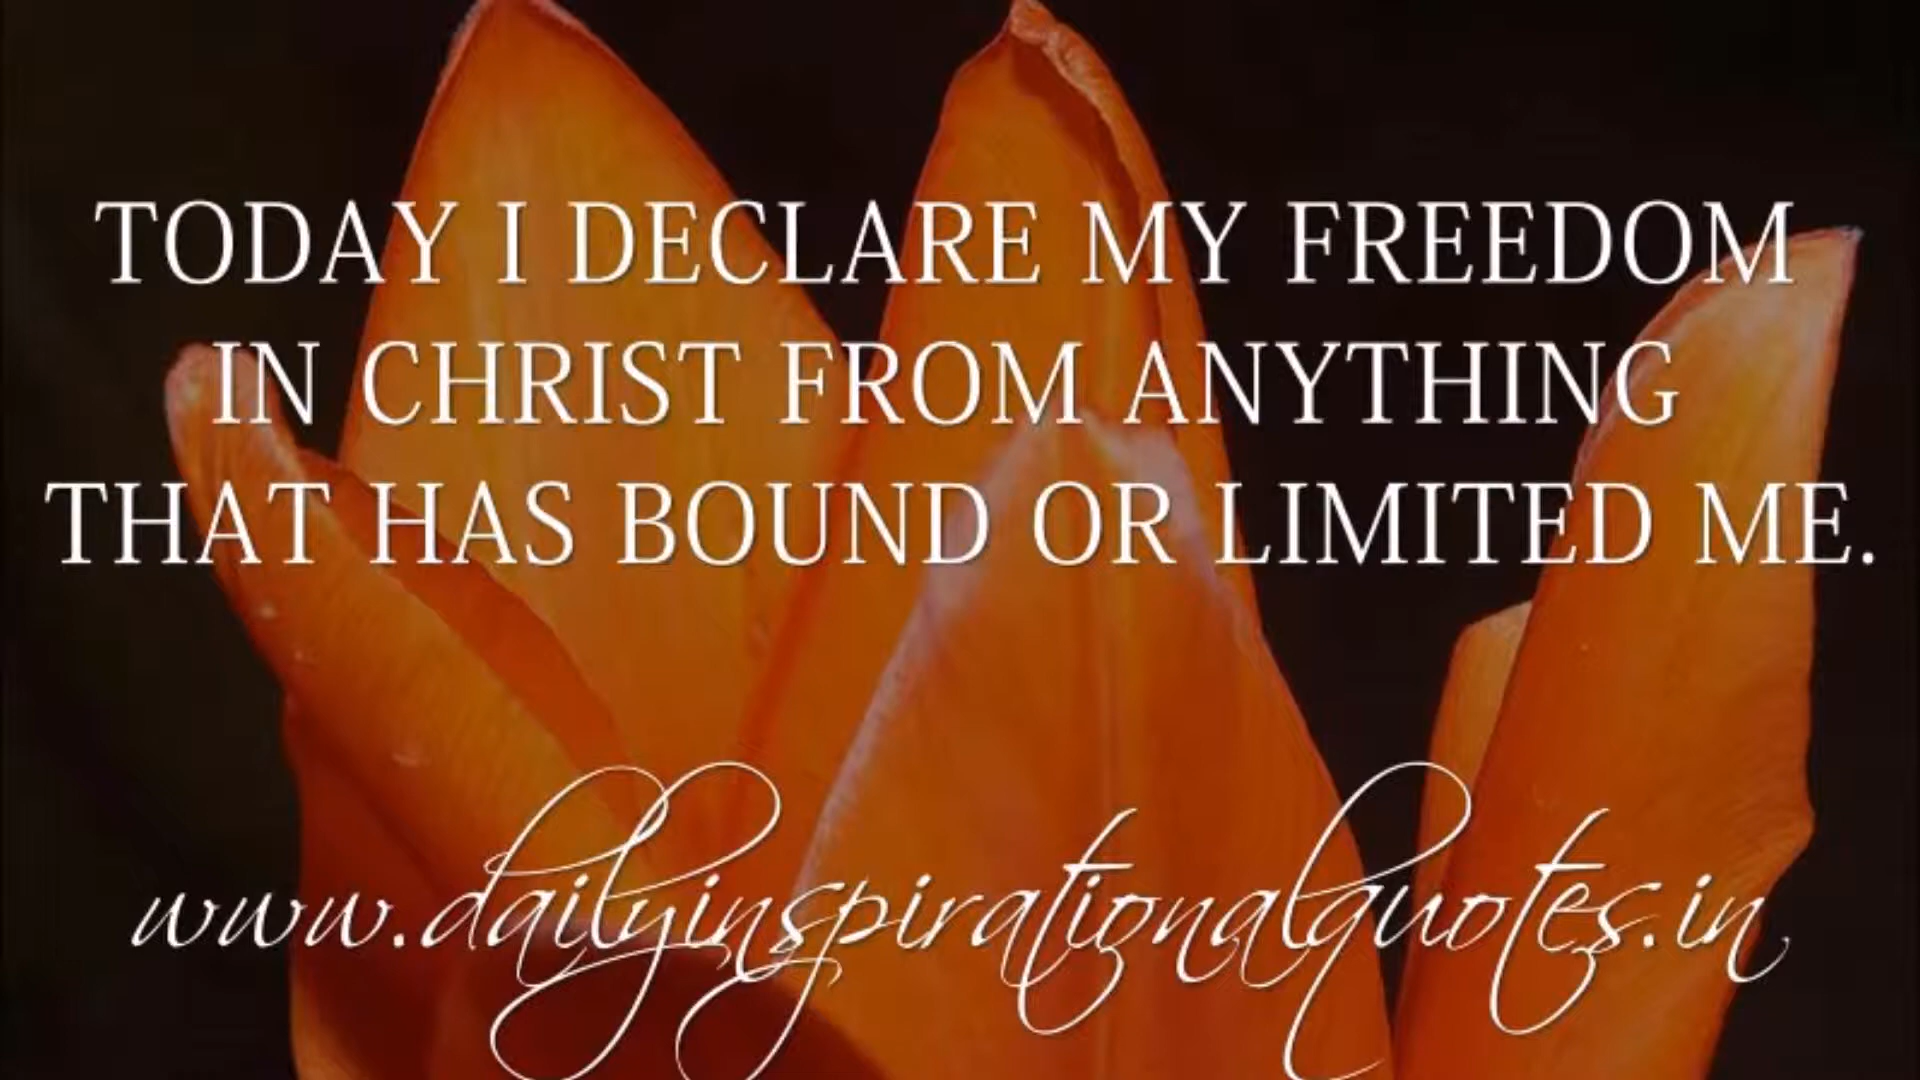 TODAY I DECLARE MY FREEDOM
IN CHRIST FROM ANYTHING
THAT HAS BOUND OR LIMITED ME.
www.dailyinspirationalquotes.in